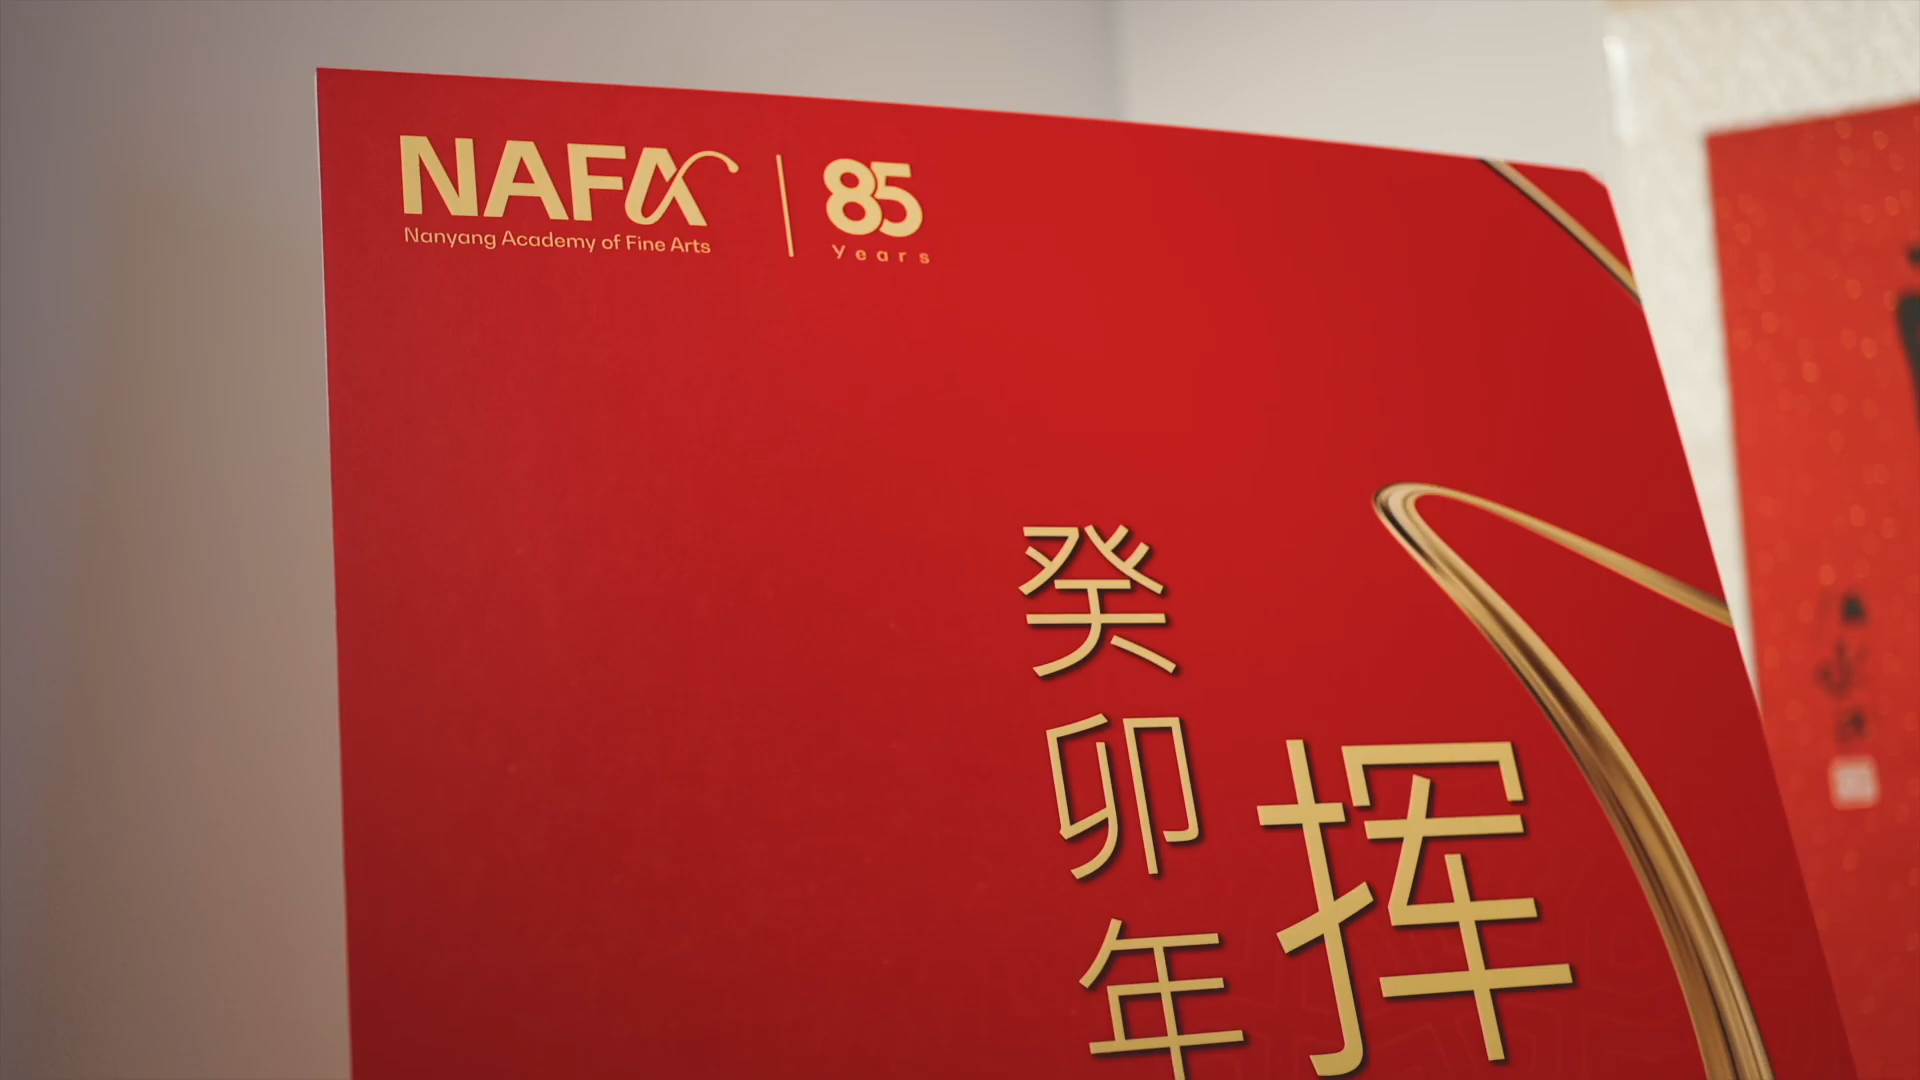 NAFA
Nanyang Academy of Fine Arts
85
Years
挥
癸卯年